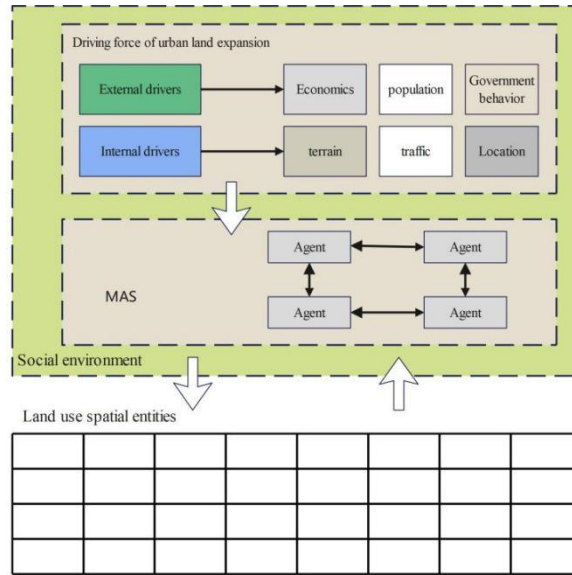 Driving force of urban land expansion
External drivers
Economics
population
Government
behavior
Internal drivers
terrain
traffic
Location
Agent
Agent
MAS
Agent
Agent
Social environment
Land use spatial entities